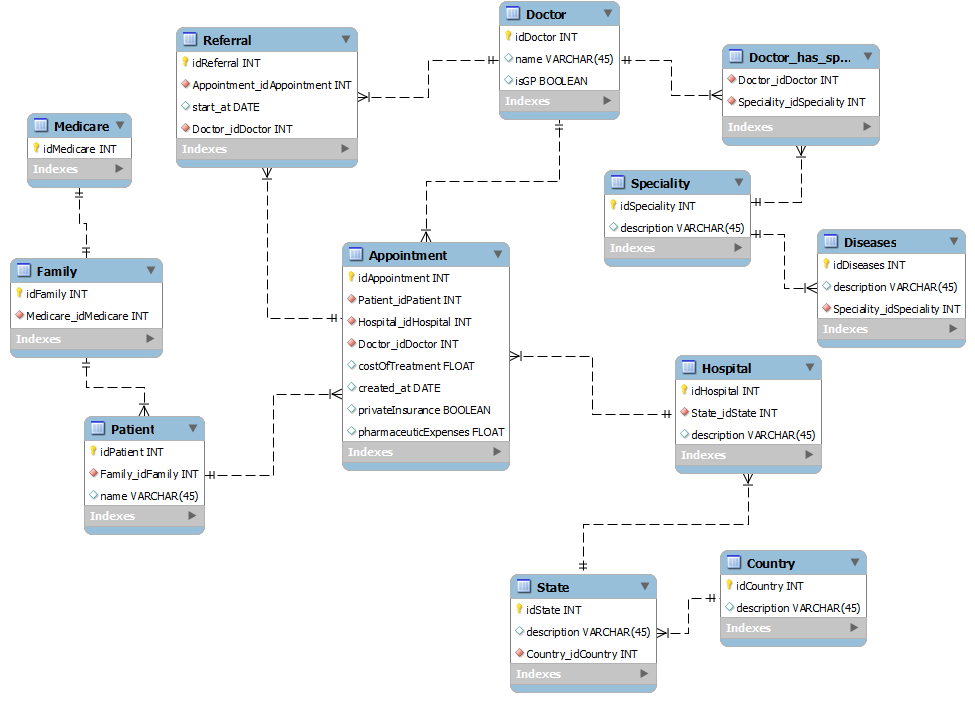 Doctor
idDoctor INT
name VARCHAR(45)
isGP BOOLEAN
Indexes
Referral
idReferral INT
Appointment_idAppointment INT
start_at DATE
Doctor_idDoctor INT
Indexes
Doctor_has_sp...
Doctor_idDoctor INT
Speciality_idSpeciality INT
Indexes
Medicare
idMedicare INT
Indexes
Speciality
idSpeciality INT
description VARCHAR(45)
Indexes
Diseases
idDiseases INT
description VARCHAR(45)
Speciality_idSpeciality INT
Indexes
Family
idFamily INT
Medicare_idMedicare INT
Indexes
Appointment
idAppointment INT
Patient_idPatient INT
Hospital_idHospital INT
Doctor_idDoctor INT
costOfTreatment FLOAT
created_at DATE
privateInsurance BOOLEAN
pharmaceuticExpenses FLOAT
Indexes
Hospital
idHospital INT
State_idState INT
description VARCHAR(45)
Indexes
Patient
idPatient INT
Family_idFamily INT
name VARCHAR(45)
Indexes
State
idState INT
description VARCHAR(45)
Country_idCountry INT
Indexes
Country
idCountry INT
description VARCHAR(45)
Indexes